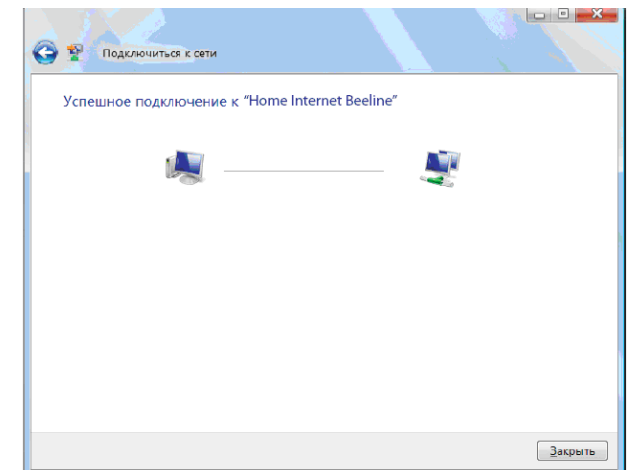 Подключиться к сети
Успешное подключение к “Home Internet Beeline”
Закрыть